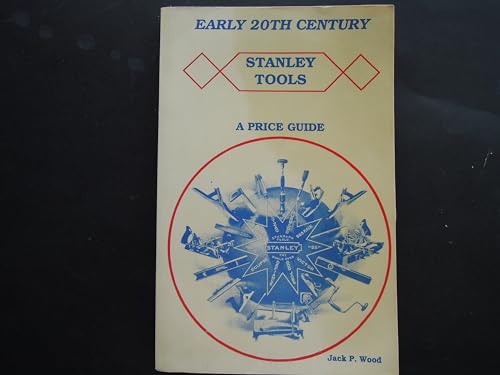 EARLY 20TH CENTURY
STANLEY
TOOLS
A PRICE GUIDE
STANLEY
Jack P. Wood